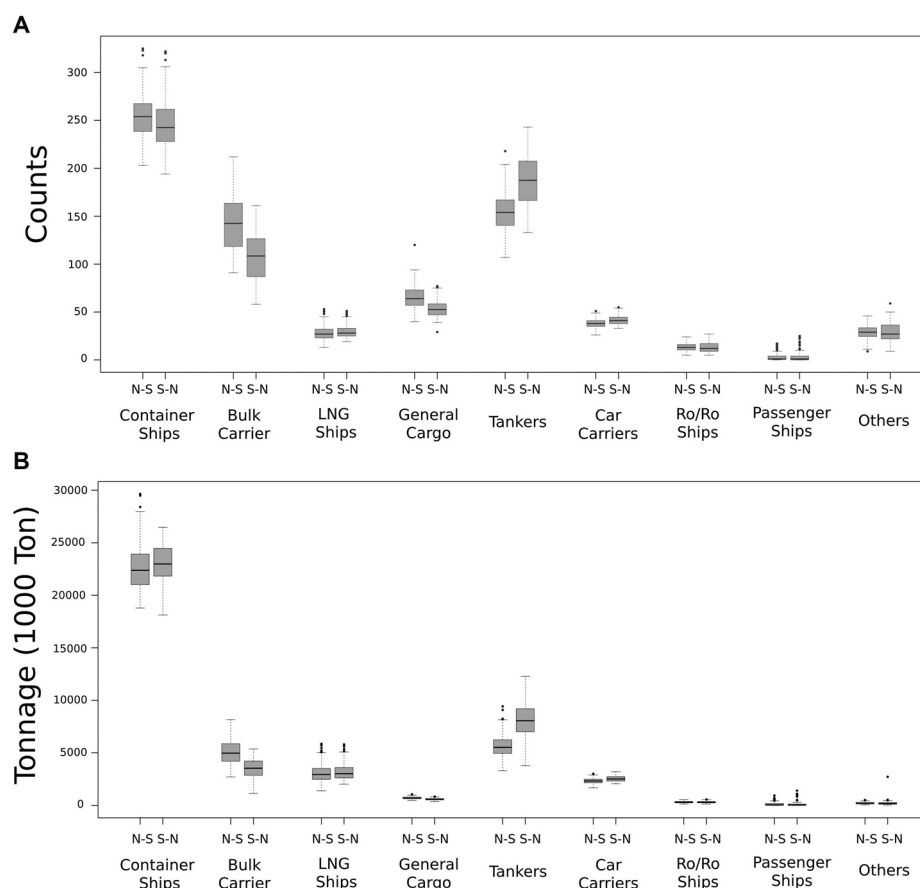 A
Counts
300
250
200
150
100
50
0
N-S S-N N-S S-N N-S S-N N-S S-N N-S S-N N-S S-N N-S S-N N-S S-N N-S S-N
Container Bulk LNG General Tankers Car Ro/Ro Passenger Others
Ships Carrier Ships Cargo Carriers Ships Ships
B
Tonnage (1000 Ton)
30000
25000
20000
15000
10000
5000
0
N-S S-N N-S S-N N-S S-N N-S S-N N-S S-N N-S S-N N-S S-N N-S S-N N-S S-N
Container Bulk LNG General Tankers Car Ro/Ro Passenger Others
Ships Carrier Ships Cargo Carriers Ships Ships